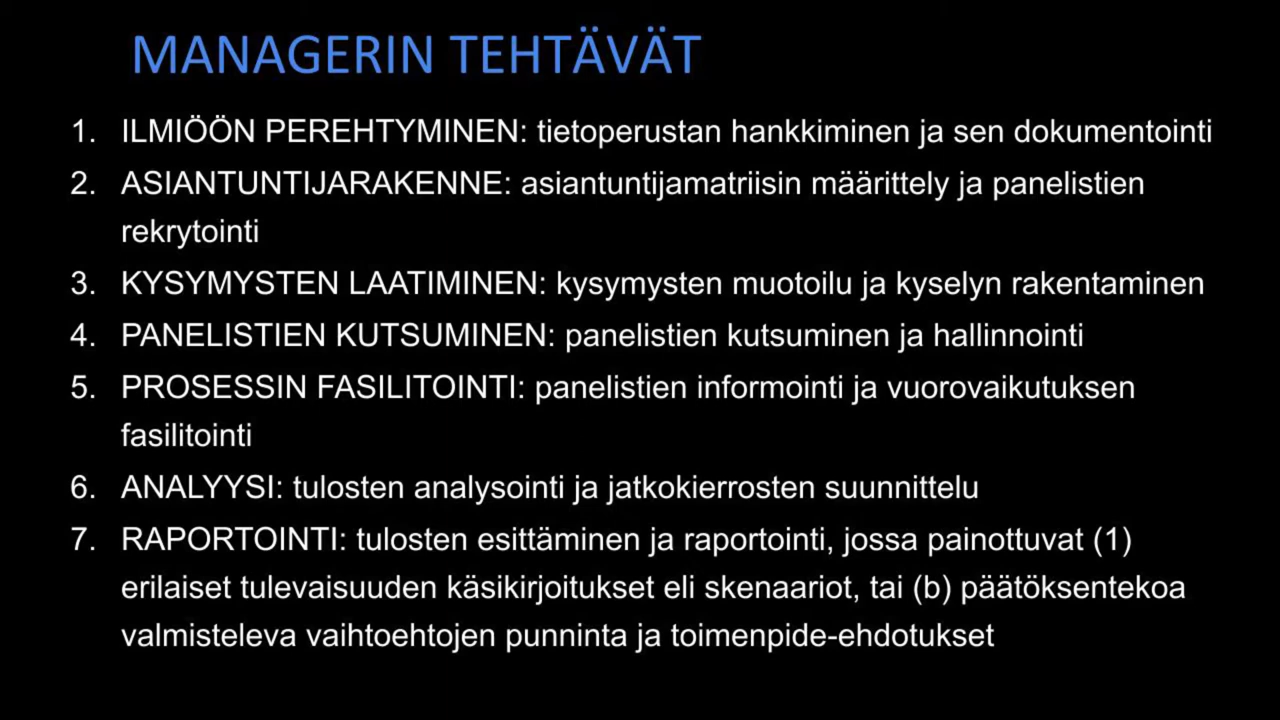 MANAGERIN TEHTÄVÄT
1. ILMIÖÖN PEREHTYMINEN: tietoperustan hankkiminen ja sen dokumentointi
2. ASIANTUNTIJARAKENNE: asiantuntijamatriisin määrittely ja panelistien
rekrytointi
3. KYSYMYSTEN LAATIMINEN: kysymysten muotoilu ja kyselyn rakentaminen
4. PANELISTIEN KUTSUMINEN: panelistien kutsuminen ja hallinnointi
5. PROSESSIN FASILITOINTI: panelistien informointi ja vuorovaikutuksen
fasilitointi
6. ANALYYSI: tulosten analysointi ja jatkokierrosten suunnittelu
7. RAPORTOINTI: tulosten esittäminen ja raportointi, jossa painottuvat (1)
erilaiset tulevaisuuden käsikirjoitukset eli skenaariot, tai (b) päätöksentekoa
valmisteleva vaihtoehtojen punninta ja toimenpide-ehdotukset